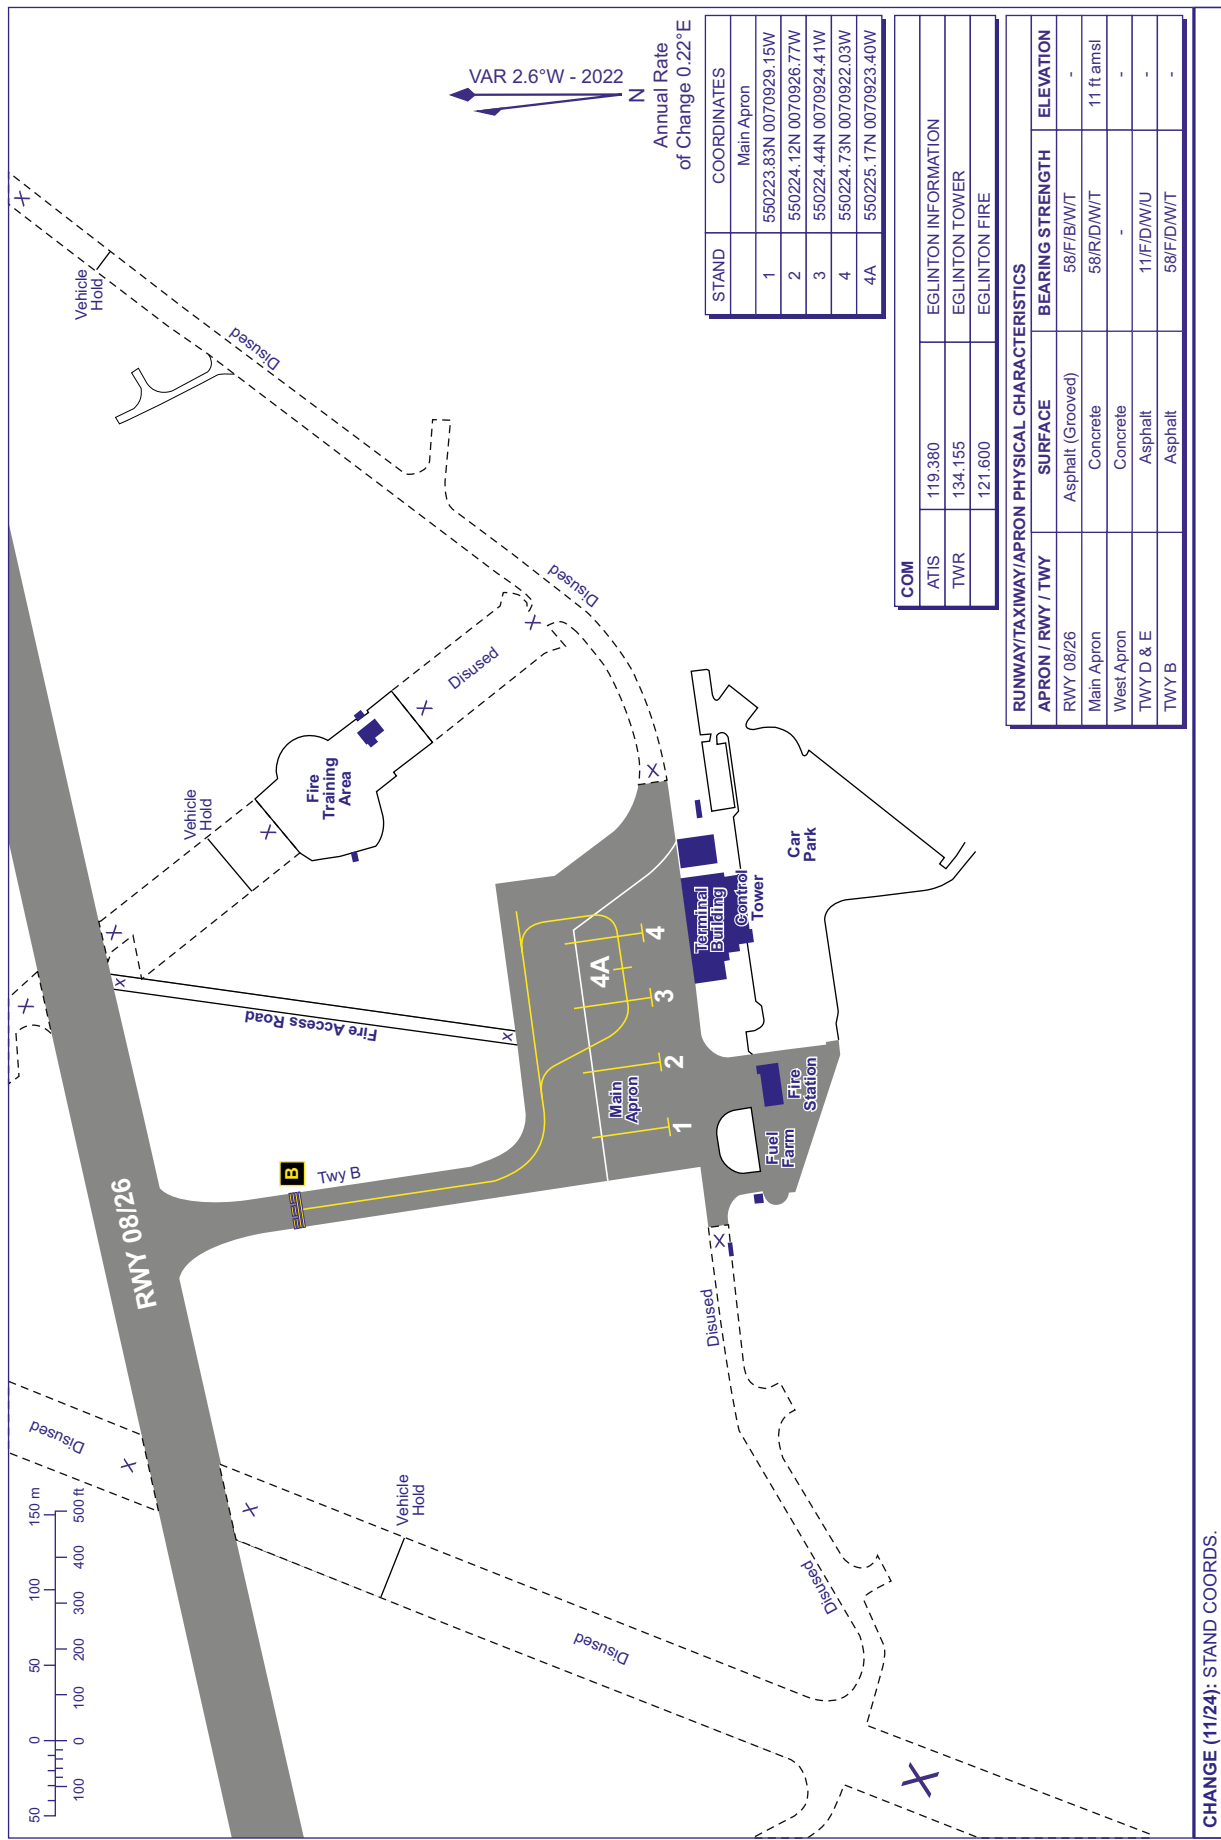 50 0 50 100 150 m
100 0 100 200 300 400 500 ft
VAR 2.6°W - 2022
N
Annual Rate
of Change 0.22°E
RWY 08/26
B
Twy B
Fire Access Road
Vehicle
Hold
Vehicle
Hold
Vehicle
Hold
Disused
Disused
Disused
Disused
Disused
Disused
Disused
X
X
X
X
X
X
X
X
X
X
X
X
X
X
Fire
Training
Area
Main
Apron
1
2
3
4A
4
Terminal
Building
Control
Tower
Car
Park
Fire
Station
Fuel
Farm
STAND COORDINATES
Main Apron
1 550223.83N 0070929.15W
2 550224.12N 0070926.77W
3 550224.44N 0070924.41W
4 550224.73N 0070922.03W
4A 550225.17N 0070923.40W
COM
ATIS 119.380 EGLINTON INFORMATION
TWR 134.155 EGLINTON TOWER
121.600 EGLINTON FIRE
RUNWAY/TAXIWAY/APRON PHYSICAL CHARACTERISTICS
APRON / RWY / TWY SURFACE BEARING STRENGTH ELEVATION
RWY 08/26 Asphalt (Grooved) 58/F/B/W/T -
Main Apron Concrete 58/R/D/W/T 11 ft amsl
West Apron Concrete - -
TWY D & E Asphalt 11/F/D/W/U -
TWY B Asphalt 58/F/D/W/T -
CHANGE (11/24): STAND COORDS.